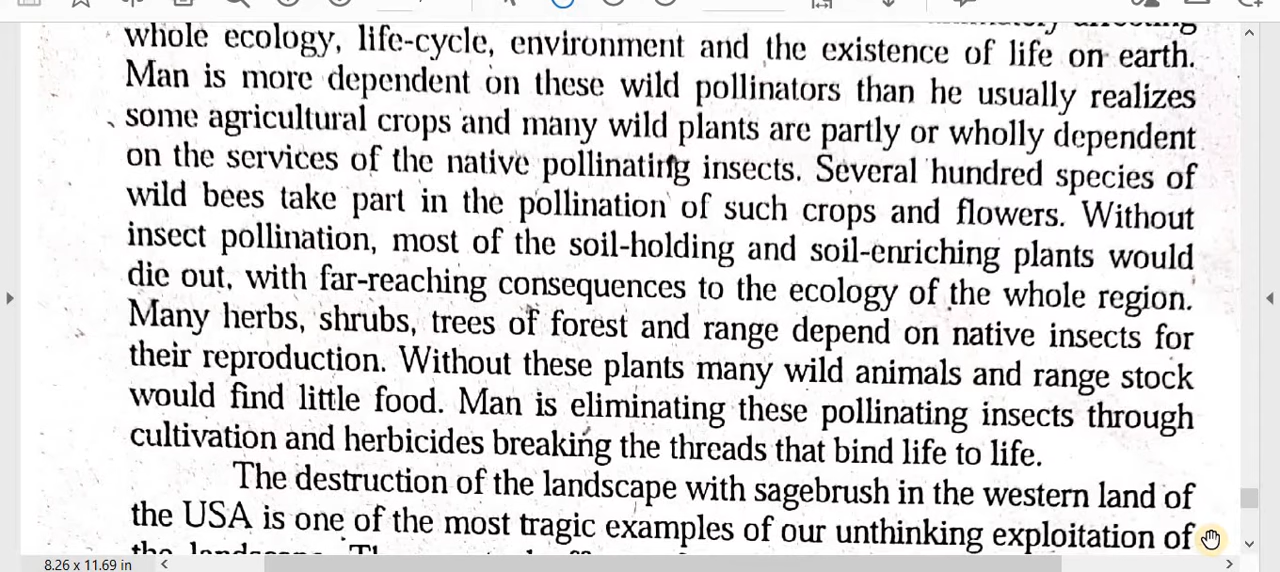 whole ecology, life-cycle, environment and the existence of life on earth.
Man is more dependent on these wild pollinators than he usually realizes
some agricultural crops and many wild plants are partly or wholly dependent
on the services of the native pollinating insects. Several hundred species of
wild bees take part in the pollination of such crops and flowers. Without
insect pollination, most of the soil-holding and soil-enriching plants would
die out, with far-reaching consequences to the ecology of the whole region.
Many herbs, shrubs, trees of forest and range depend on native insects for
their reproduction. Without these plants many wild animals and range stock
would find little food. Man is eliminating these pollinating insects through
cultivation and herbicides breaking the threads that bind life to life.
The destruction of the landscape with sagebrush in the western land of
the USA is one of the most tragic examples of our unthinking exploitation of
8.26 x 11.69 in